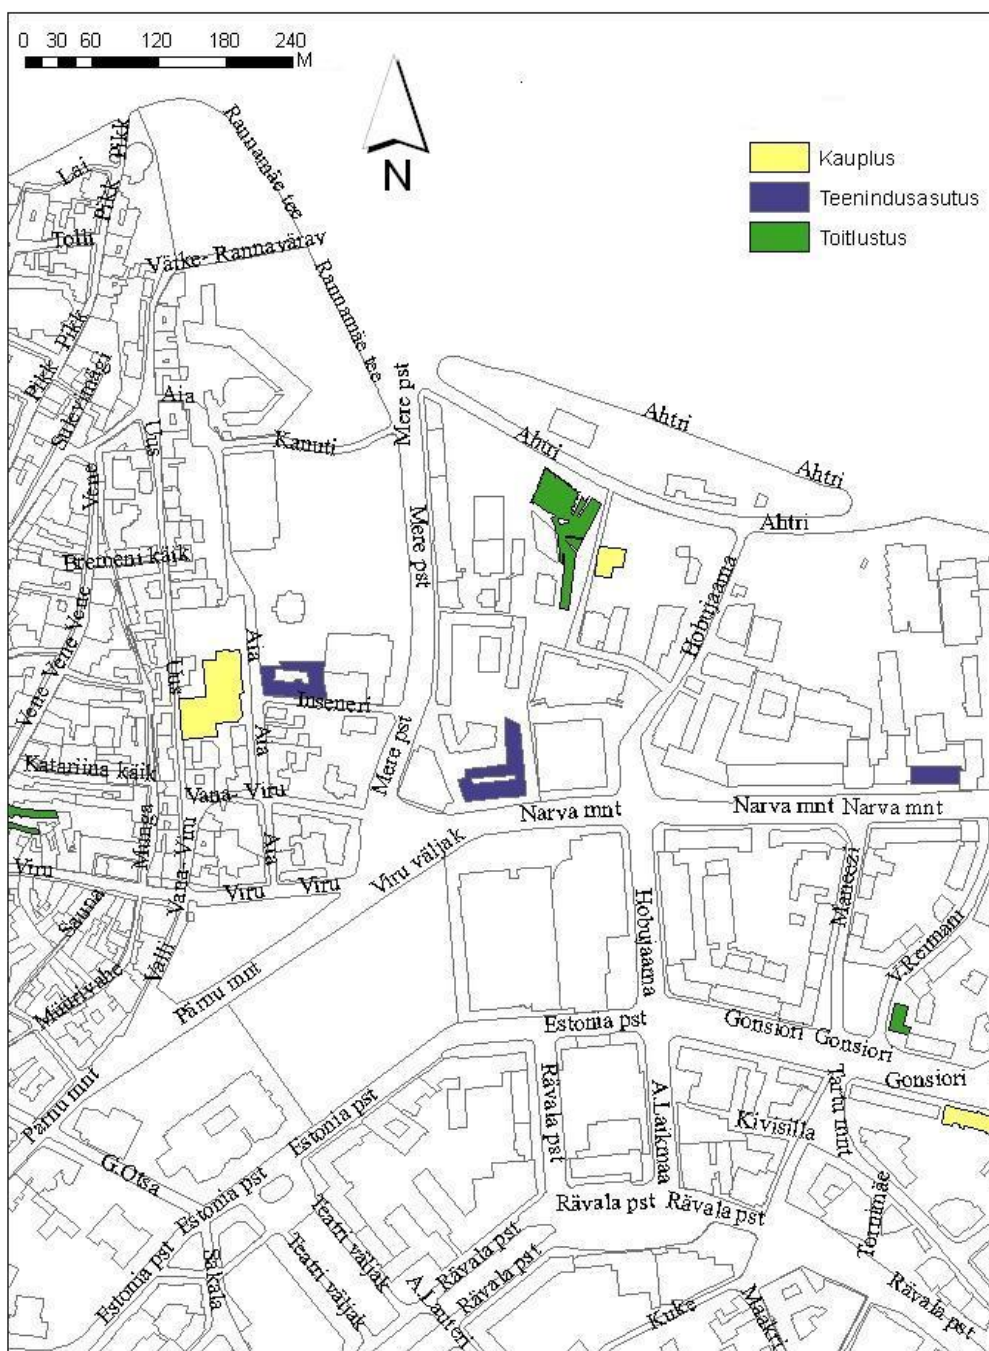 0 30 60 120 180 240
M
N
Kauplus
Teenindusasutus
Toitlustus
Rannamäe tee
Pikk
Lai
Pikk
Tolli
Väike- Rannavärav
Rannamäe tee
Pikk
Pikk
Sulevimägi
Mere pst
Aia
Uus
Kanuti
Ahtri
Ahtri
Ahtri
Ahtri
Vene
Mere pst
Bremeni käik
Hobujaama
Vene
Vene
Vene
Uus
Aia
Inseneri
Aia
Mere pst
Katariina käik
Vana- Viru
Narva mnt
Narva mnt
Narva mnt
Munga
Vana- Viru
Aia
Viru väljak
Viru
Viru
Viru
Maneezi
Sauna
Hobujaama
V.Reimani
Valli
Müürivahe
Pärnu mnt
Estonia pst
Gonsiori
Gonsiori
Gonsiori
Pärnu mnt
Estonia pst
Rävala pst
A.Laikmaa
Kivisilla
Tartu mnt
G.Otsa
Estonia pst
Teatri väljak
Rävala pst
Rävala pst
Tornimäe
Estonia pst
Sakala
Teatri väljak
Rävala pst
Rävala pst
A.Lauteri
Kuke
Maakri
Rävala pst